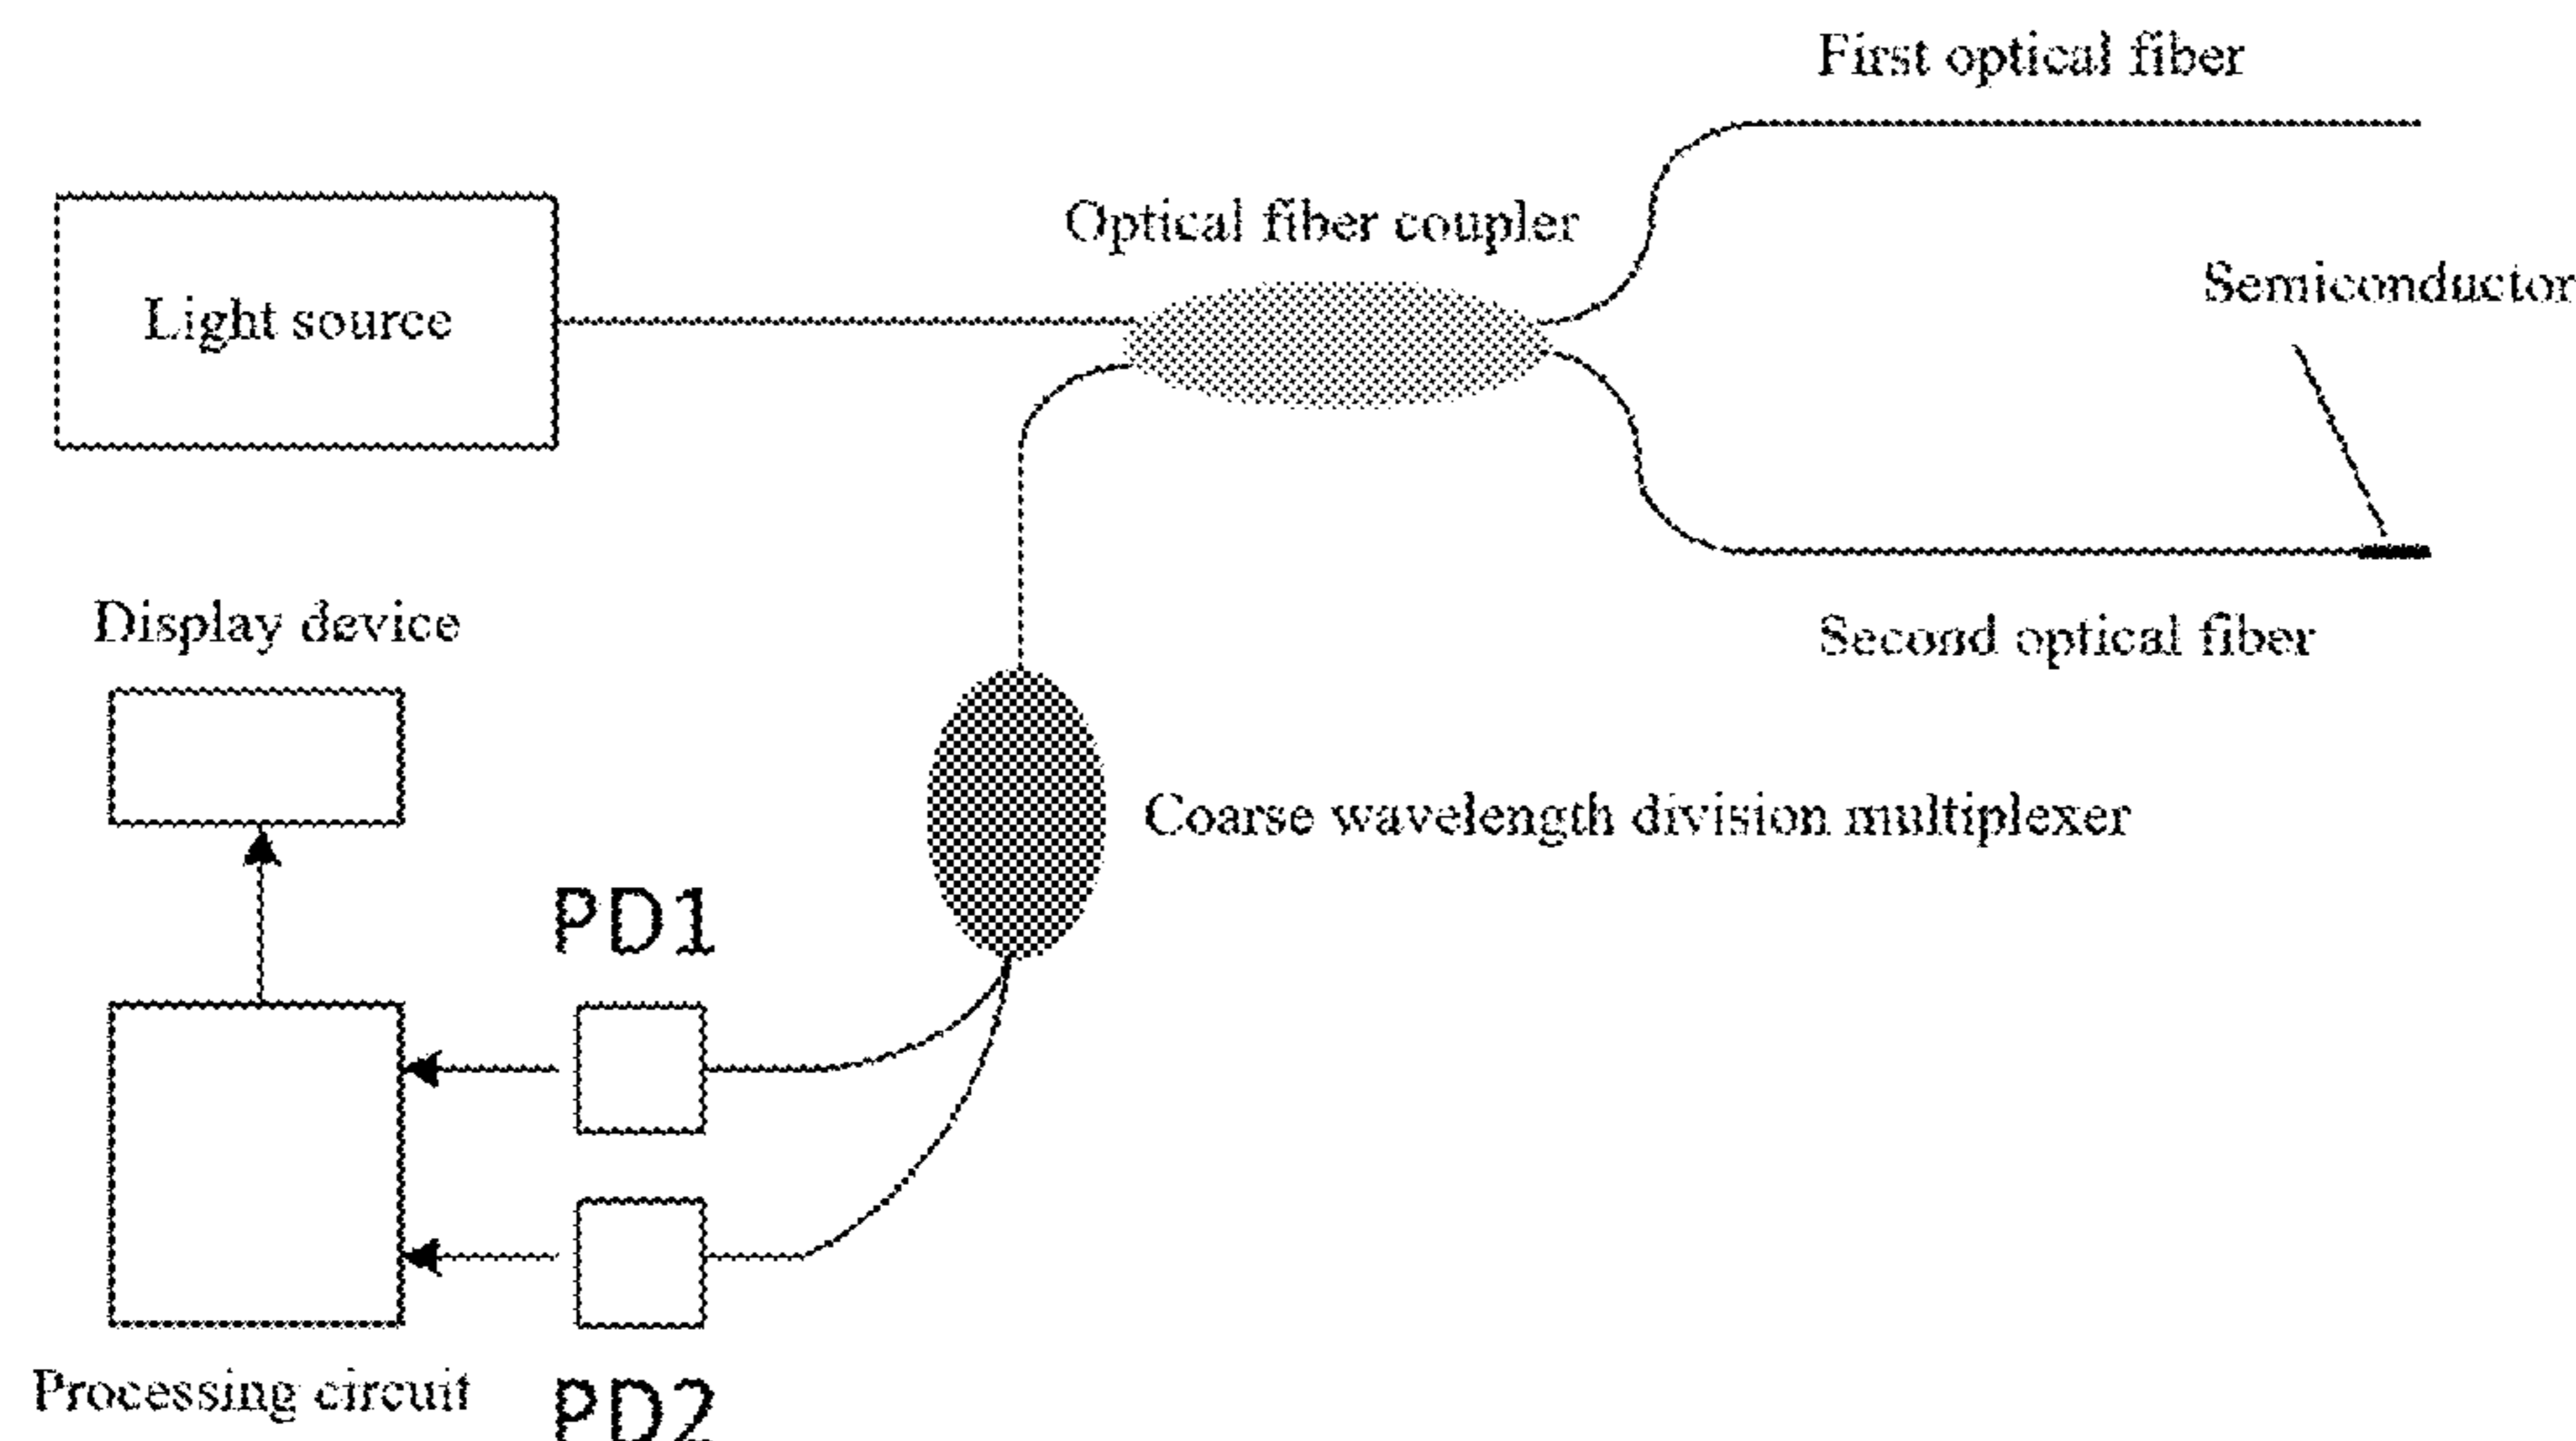 First optical fiber
Optical fiber coupler
Semiconductor
Light source
Display device
Second optical fiber
Coarse wavelength division multiplexer
PD1
Processing circuit
PD2